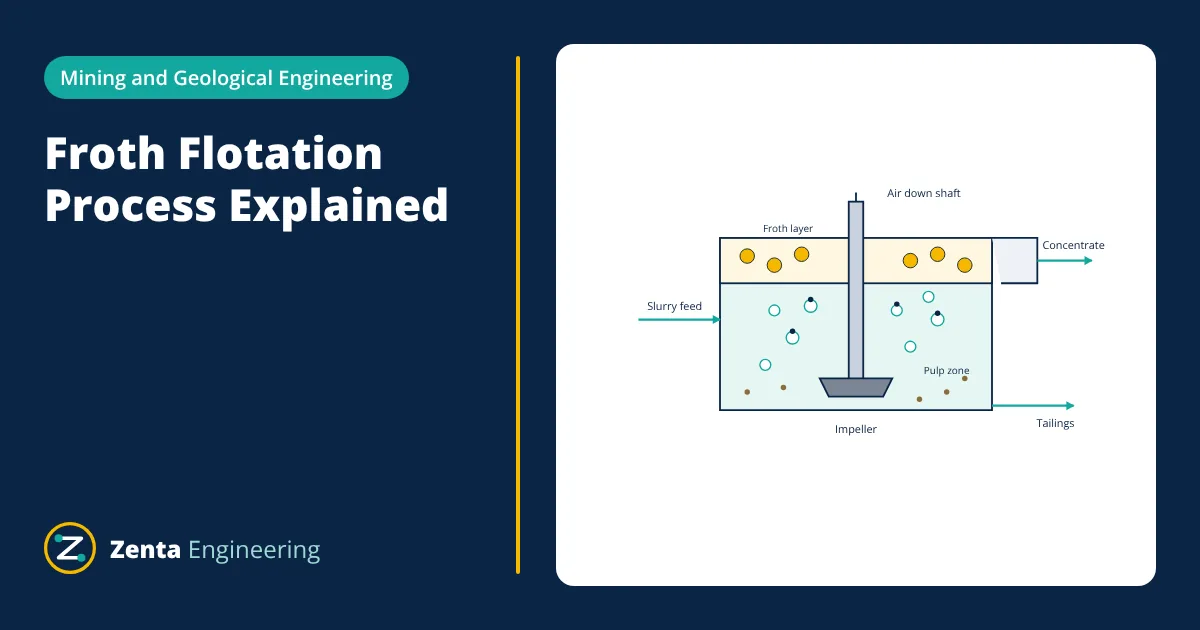 Mining and Geological Engineering
Froth Flotation
Process Explained
Air down shaft
Froth layer
Concentrate
Slurry feed
Pulp zone
Tailings
Impeller
Z
Zenta Engineering